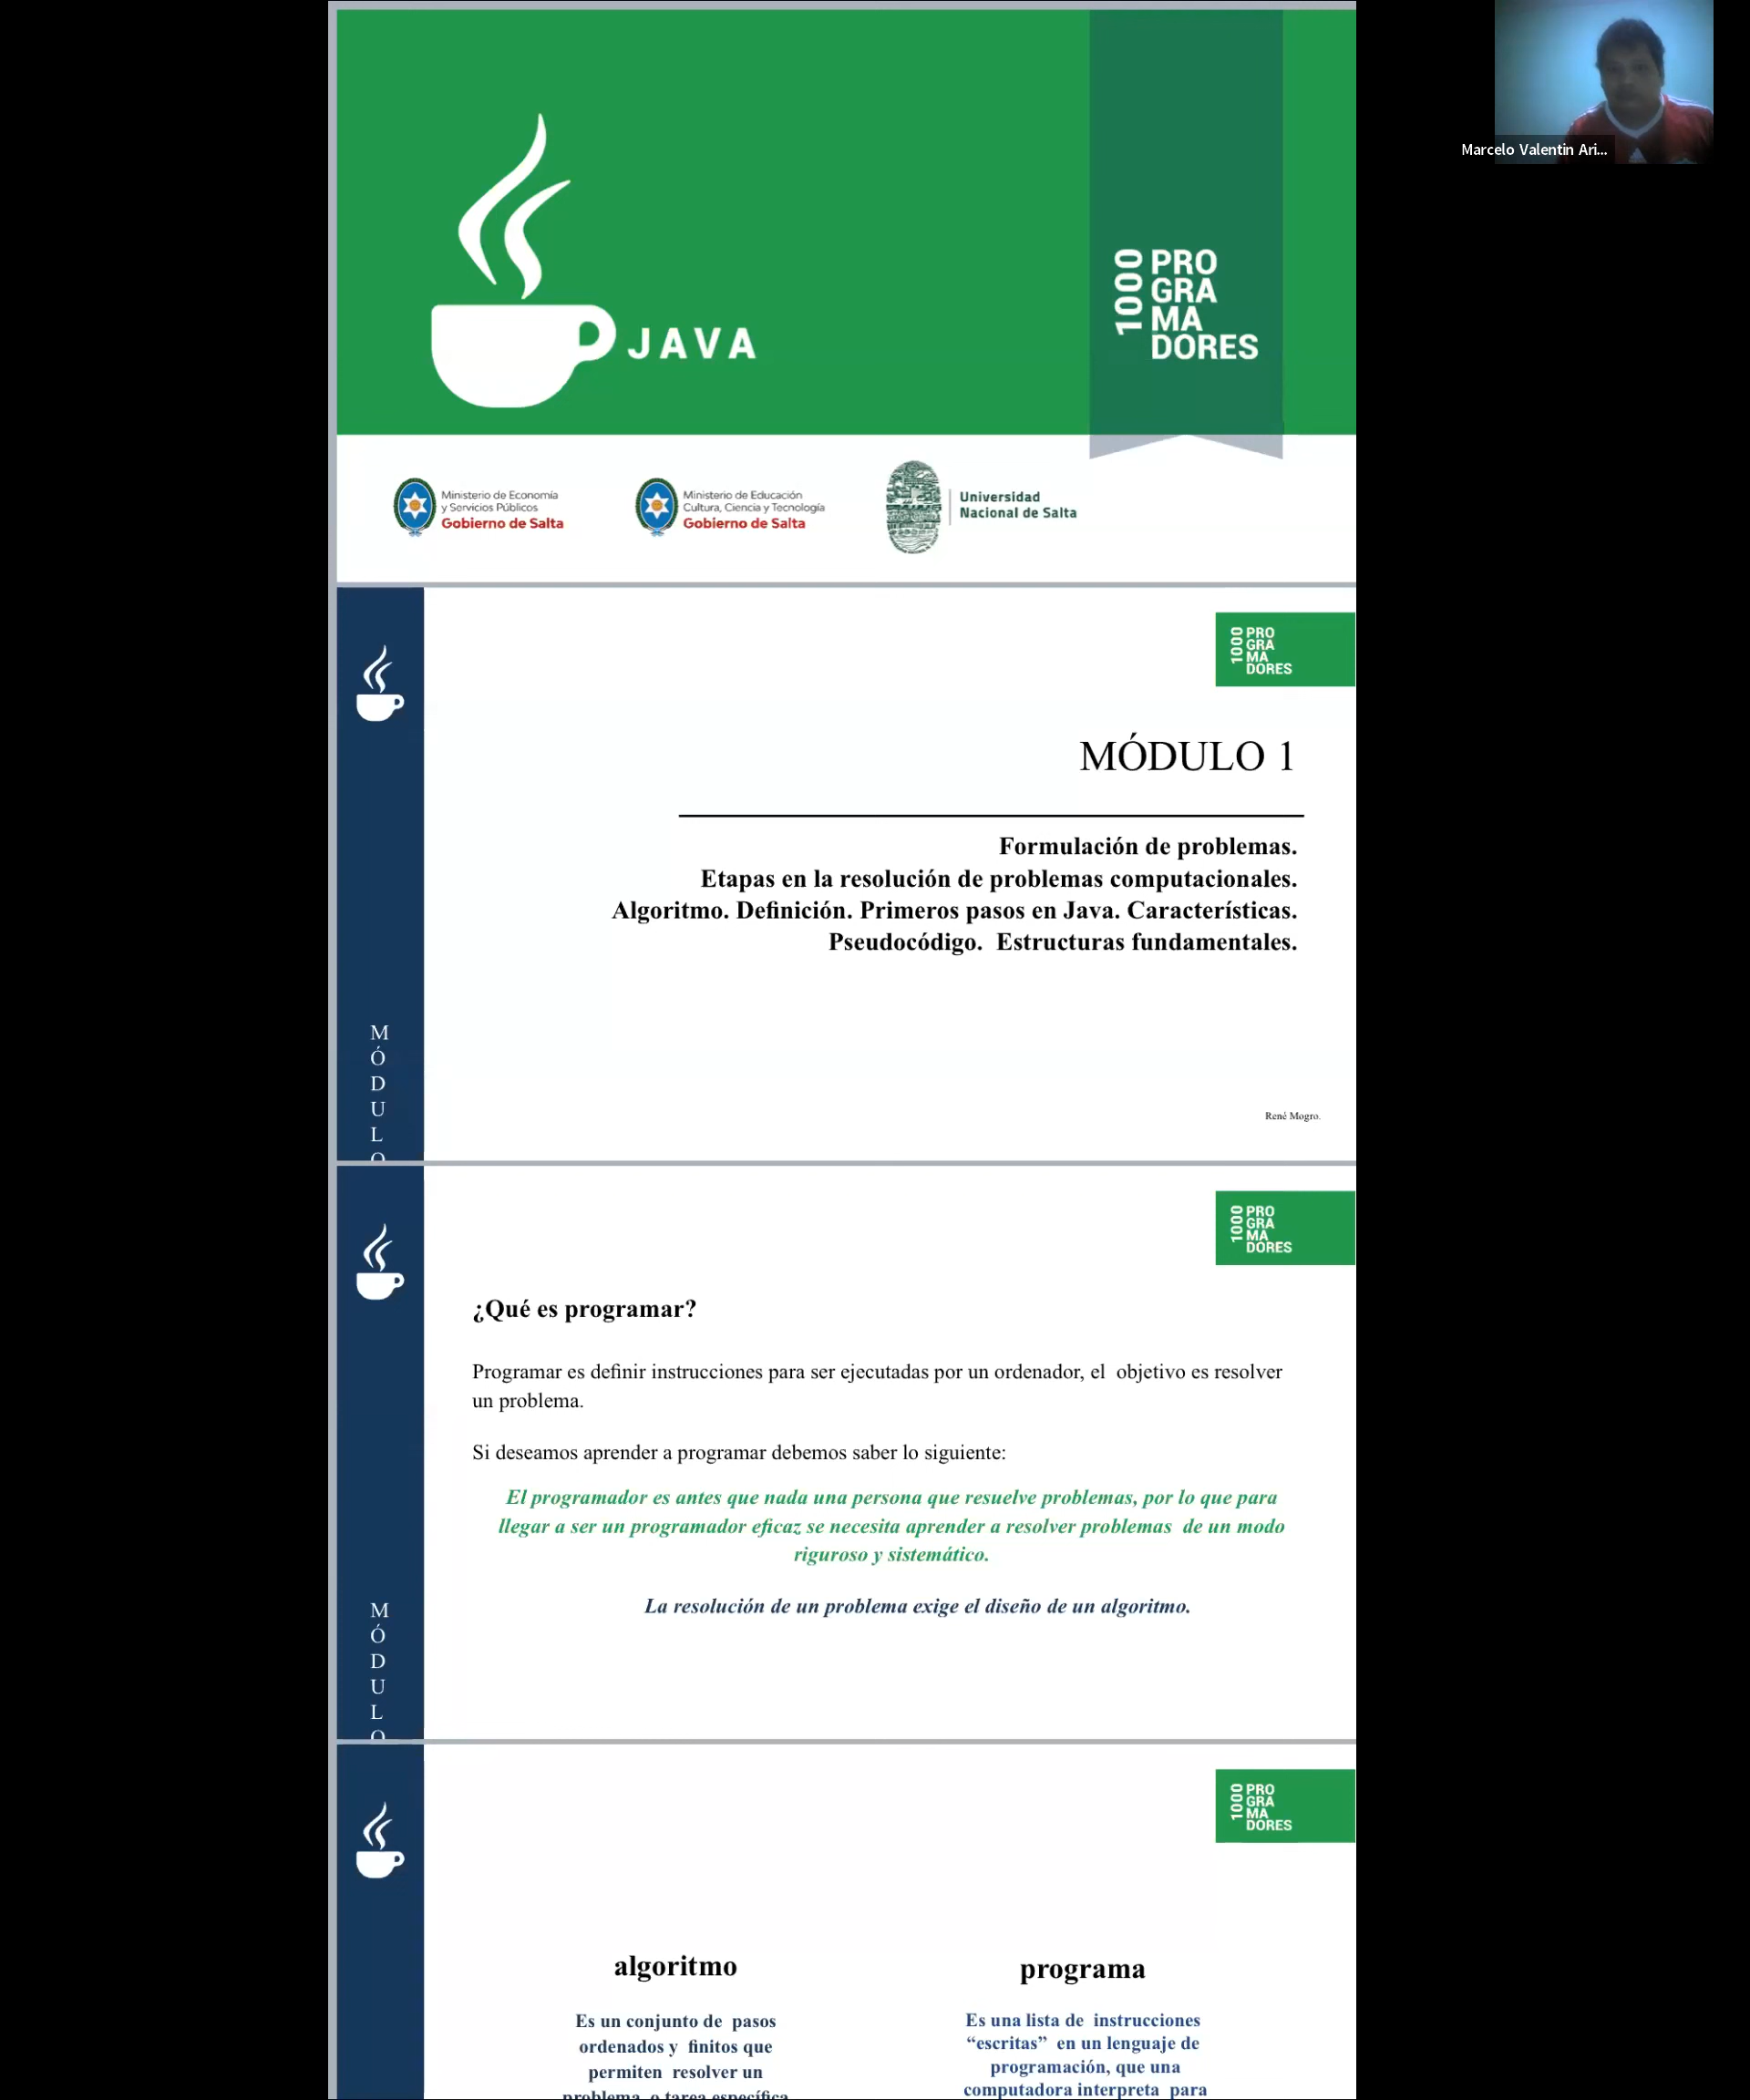 JAVA
1000
PRO
GRA
MA
DORES
Ministerio de Economía
y Servicios Públicos
Gobierno de Salta
Ministerio de Educación
Cultura, Ciencia y Tecnología
Gobierno de Salta
Universidad
Nacional de Salta
Marcelo Valentin Ari...
1000
PRO
GRA
MA
DORES
MÓDULO 1
Formulación de problemas.
Etapas en la resolución de problemas computacionales.
Algoritmo. Definición. Primeros pasos en Java. Características.
Pseudocódigo.  Estructuras fundamentales.
M
Ó
D
U
L
O
René Mogro.
1000
PRO
GRA
MA
DORES
¿Qué es programar?
Programar es definir instrucciones para ser ejecutadas por un ordenador, el  objetivo es resolver
un problema.
Si deseamos aprender a programar debemos saber lo siguiente:
El programador es antes que nada una persona que resuelve problemas, por lo que para
llegar a ser un programador eficaz se necesita aprender a resolver problemas  de un modo
riguroso y sistemático.
La resolución de un problema exige el diseño de un algoritmo.
M
Ó
D
U
L
O
1000
PRO
GRA
MA
DORES
algoritmo
Es un conjunto de  pasos
ordenados y  finitos que
permiten  resolver un
problema  o tarea específica
programa
Es una lista de  instrucciones
“escritas”  en un lenguaje de
programación, que una
computadora interpreta  para